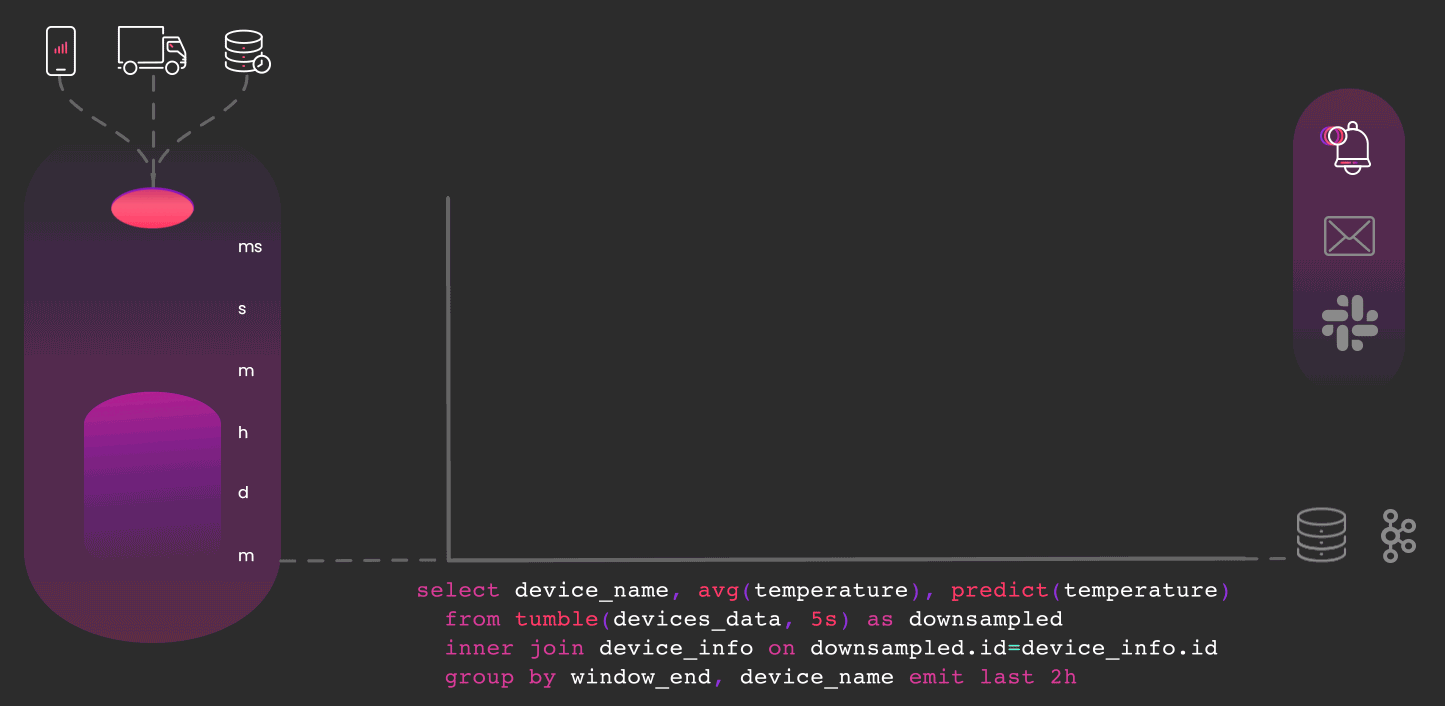 ms
s
m
h
d
m
select device_name, avg(temperature), predict(temperature)
from tumble(devices_data, 5s) as downsampled
inner join device_info on downsampled.id=device_info.id
group by window_end, device_name emit last 2h